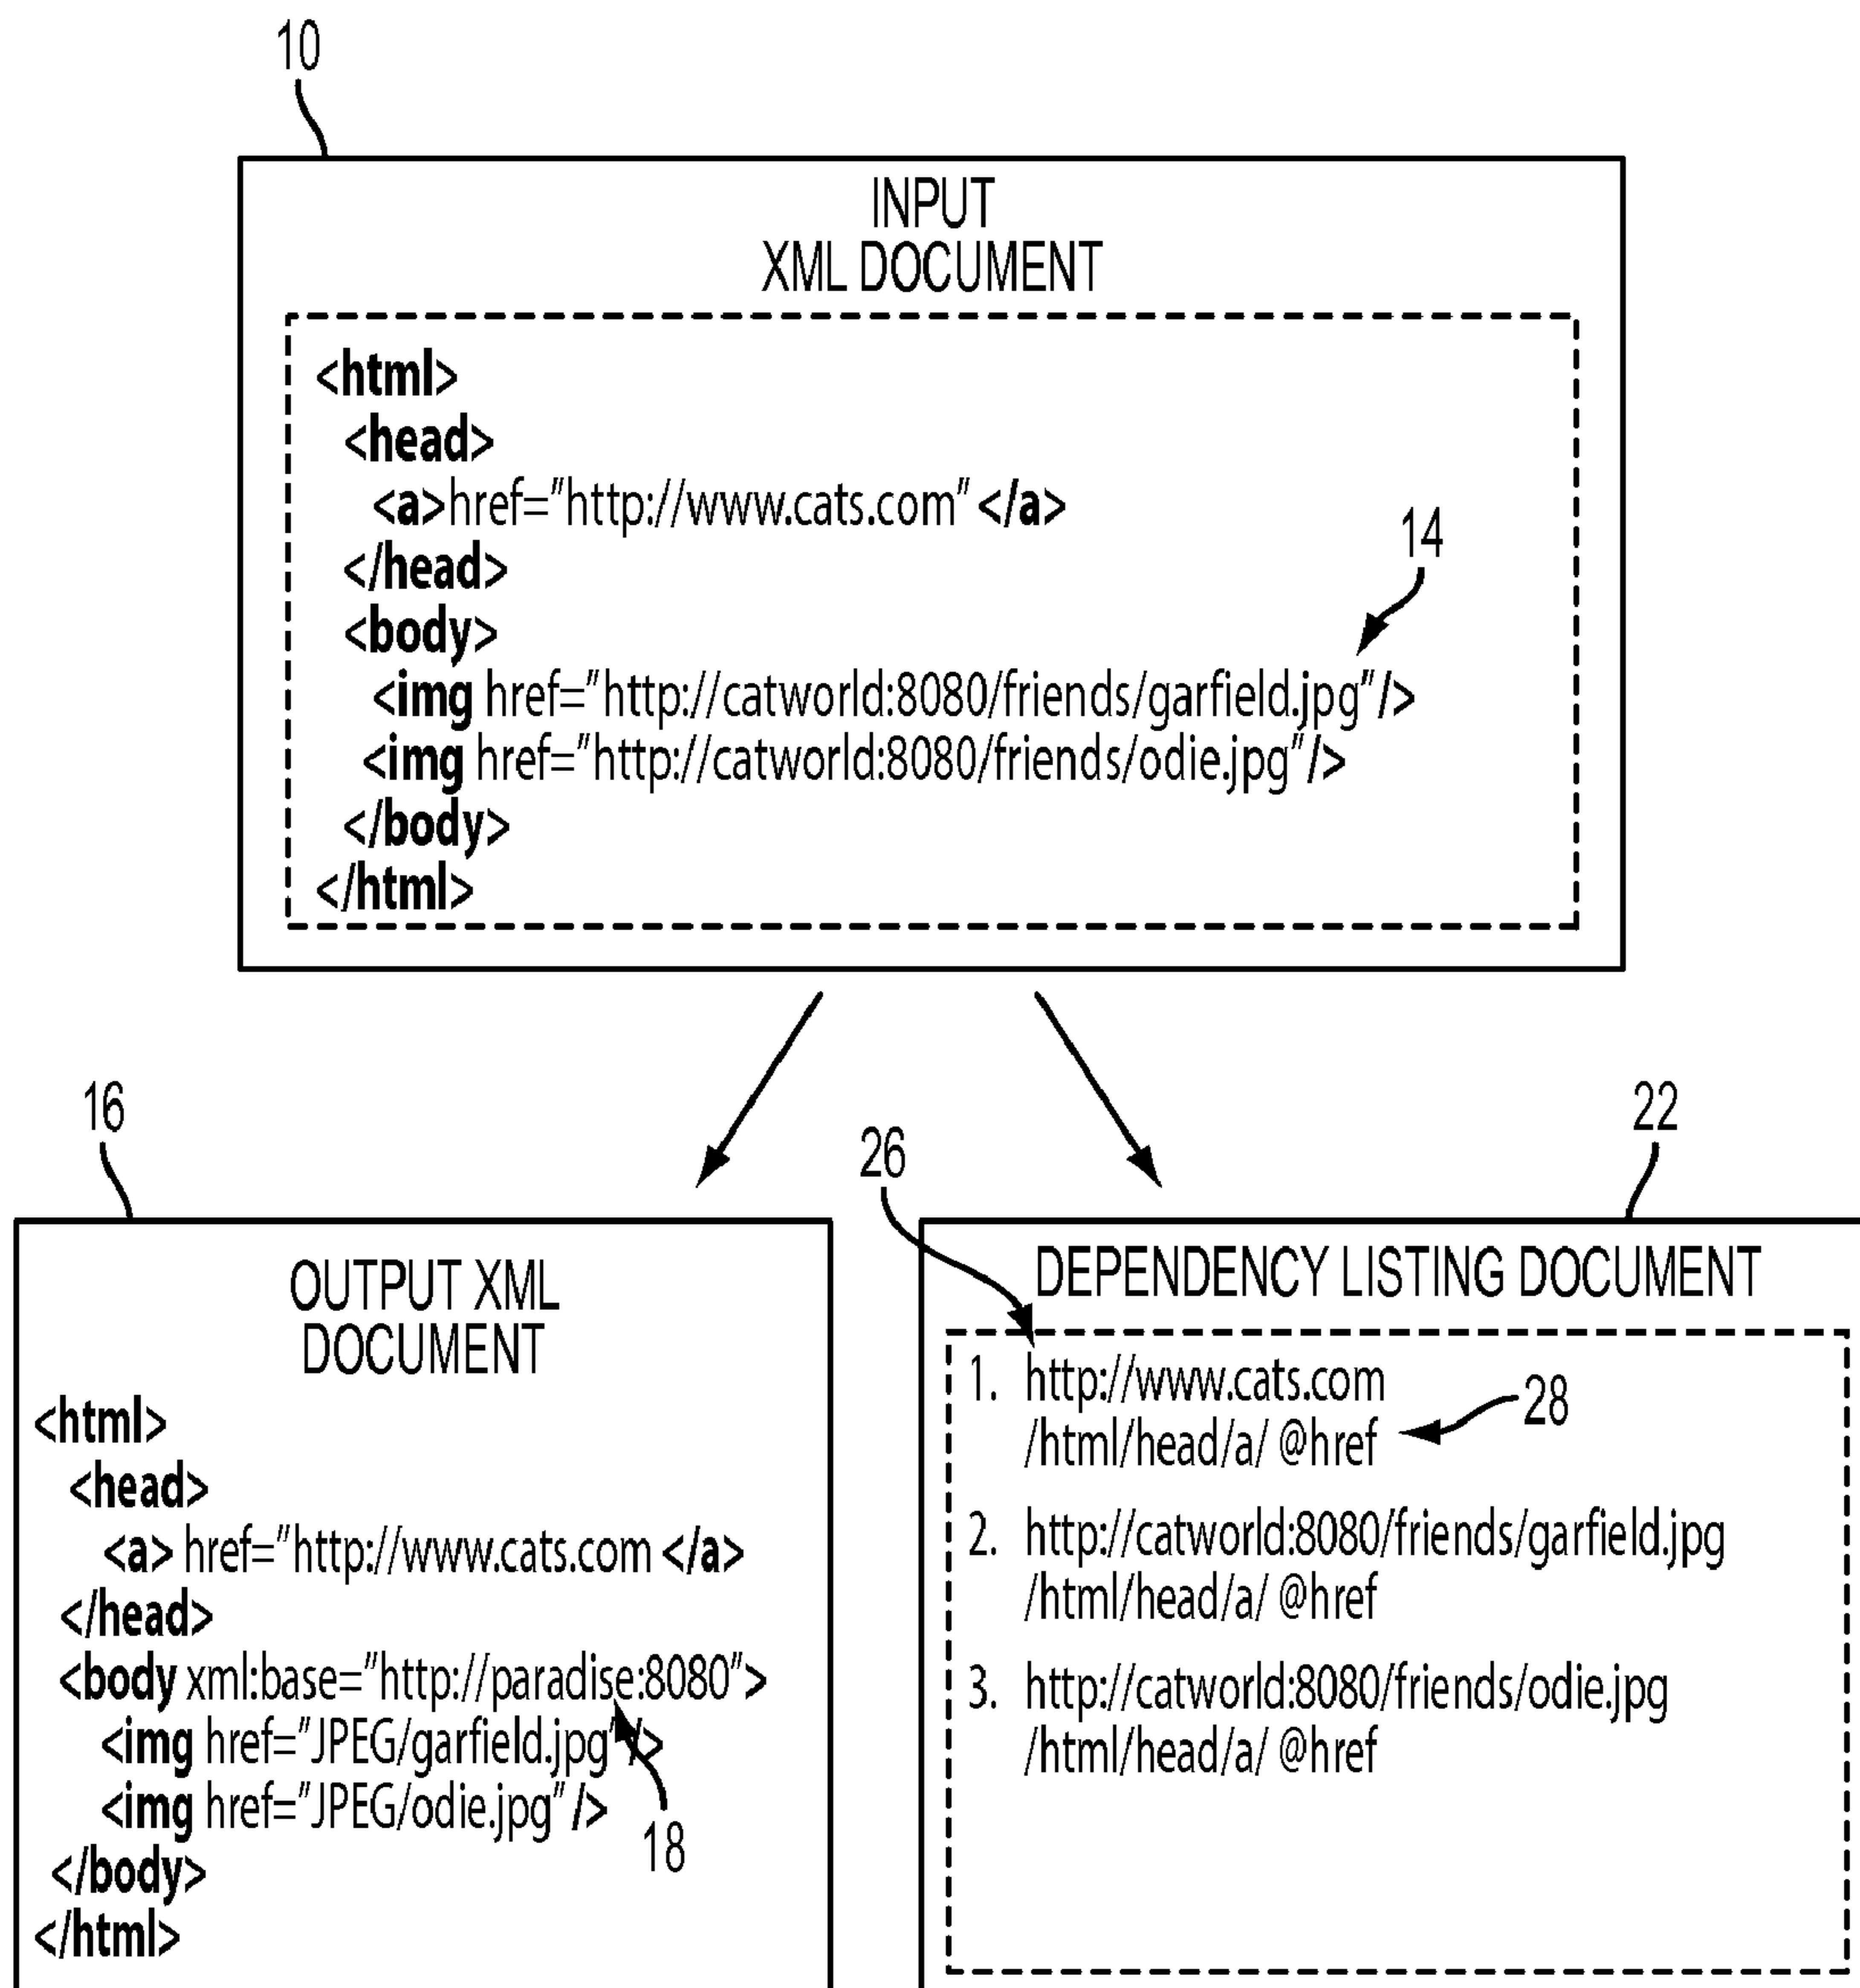 10
INPUT
XML DOCUMENT
<html>
<head>
<a>href="http://www.cats.com" </a>
</head>
<body>
14
<img href="http://catworld:8080/friends/garfield.jpg"/>
<img href="http://catworld:8080/friends/odie.jpg"/>
</body>
</html>
16
OUTPUT XML
DOCUMENT
<html>
<head>
<a> href="http://www.cats.com </a>
</head>
<body xml:base="http://paradise:8080">
<img href="JPEG/garfield.jpg" />
<img href="JPEG/odie.jpg" />
18
</body>
</html>
22
26
DEPENDENCY LISTING DOCUMENT
1. http://www.cats.com
/html/head/a/ @href
28
2. http://catworld:8080/friends/garfield.jpg
/html/head/a/ @href
3. http://catworld:8080/friends/odie.jpg
/html/head/a/ @href